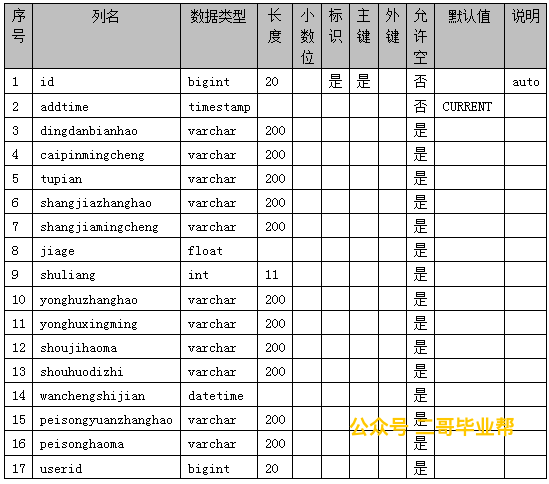 序号 列名 数据类型 长度 小数位 标识 主键 外键 允许空 默认值 说明
1 id bigint 20 是 是 否 auto
2 addtime timestamp 否 CURRENT
3 dingdanbianhao varchar 200 是
4 caipinmingcheng varchar 200 是
5 tupian varchar 200 是
6 shangjiazhanghao varchar 200 是
7 shangjiamingcheng varchar 200 是
8 jiage float 是
9 shuliang int 11 是
10 yonghuzhanghao varchar 200 是
11 yonghuxingming varchar 200 是
12 shoujihaoma varchar 200 是
13 shouhuodizhi varchar 200 是
14 wanchengshijian datetime 是
15 peisongyuanzhanghao varchar 200 是
公众号 二哥毕业帮
16 peisonghaoma varchar 200 是
17 userid bigint 20 是